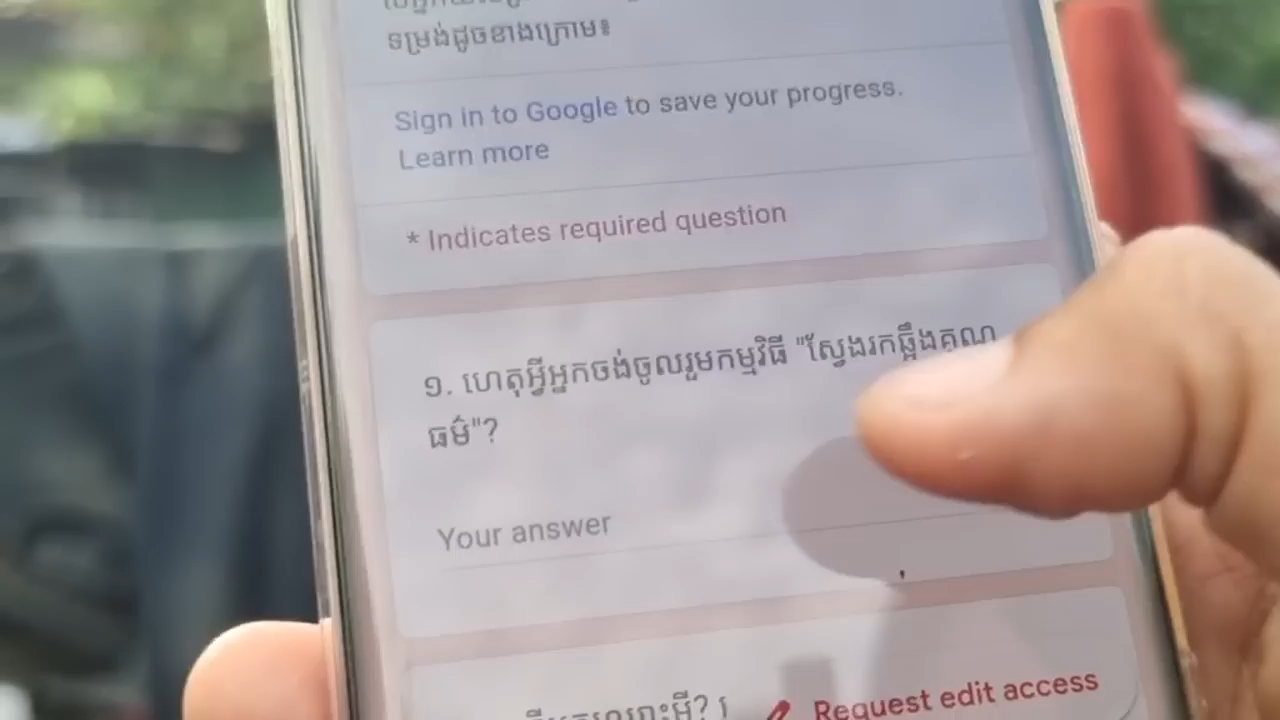 ទម្រង់ដូចខាងក្រោម៖
Sign in to Google to save your progress.
Learn more
* Indicates required question
១. ហេតុអ្វីអ្នកចង់ចូលរួមកម្មវិធី "ស្វែងរកឆ្អឹងគុណ
ធម៌"?
Your answer
Request edit access